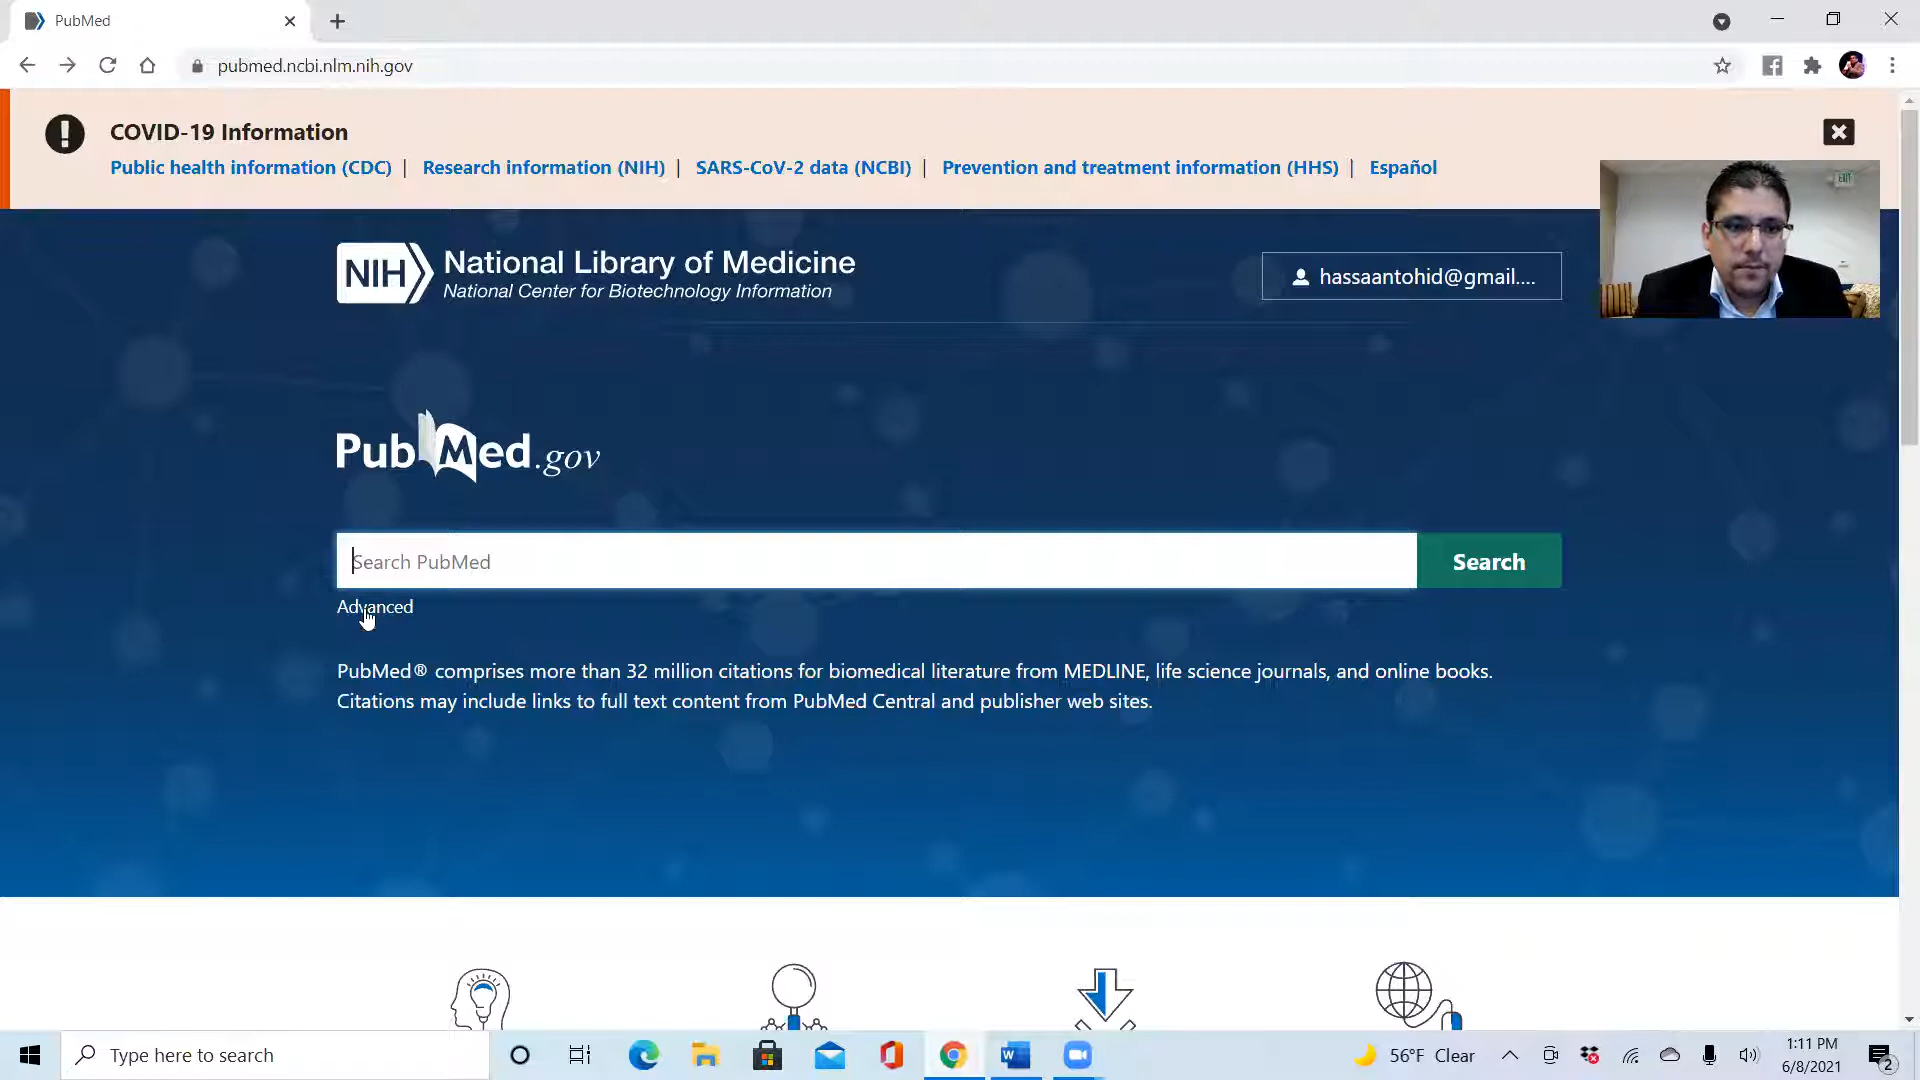 PubMed
pubmed.ncbi.nlm.nih.gov
COVID-19 Information
Public health information (CDC) | Research information (NIH) | SARS-CoV-2 data (NCBI) | Prevention and treatment information (HHS) | Español
EXIT
NIH National Library of Medicine
National Center for Biotechnology Information
hassaantohid@gmail....
PubMed.gov
Search PubMed
Search
Advanced
PubMed® comprises more than 32 million citations for biomedical literature from MEDLINE, life science journals, and online books.
Citations may include links to full text content from PubMed Central and publisher web sites.
Type here to search
56°F Clear
1:11 PM
6/8/2021
2